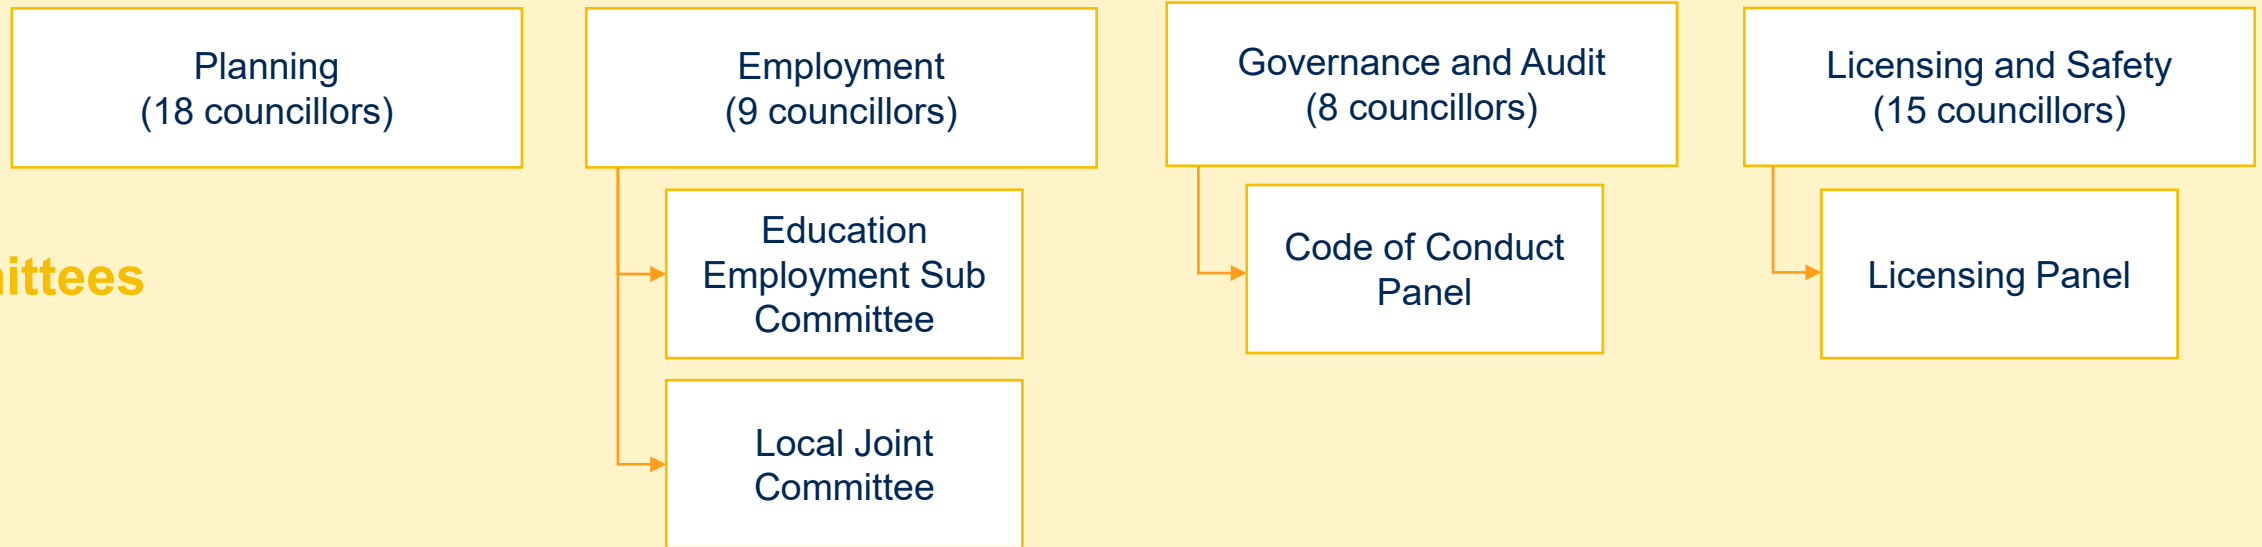 Planning
(18 councillors)
Employment
(9 councillors)
Governance and Audit
(8 councillors)
Licensing and Safety
(15 councillors)
Education
Employment Sub
Committee
Code of Conduct
Panel
Licensing Panel
Local Joint
Committee